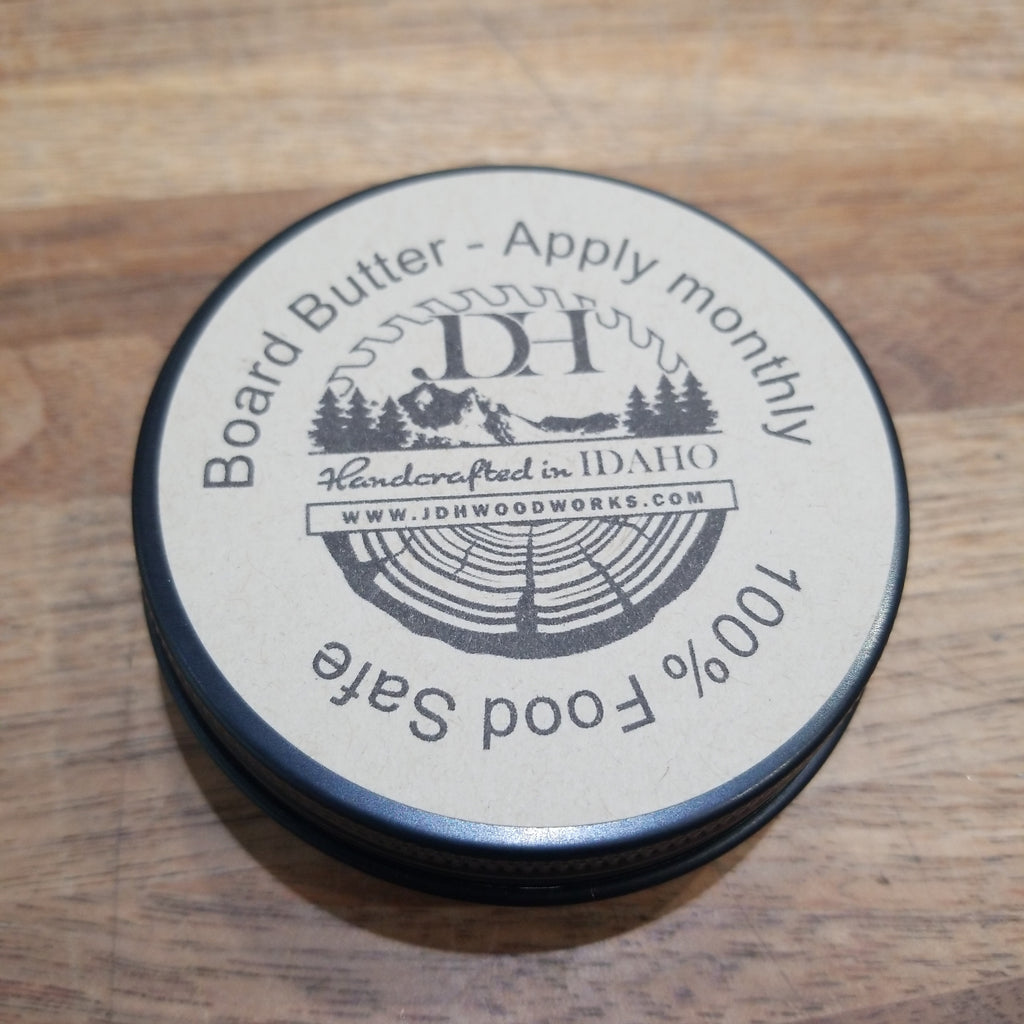 Board Butter - Apply monthly
JDH
Handcrafted in IDAHO
WWW.JDHWOODWORKS.COM
100% Food Safe